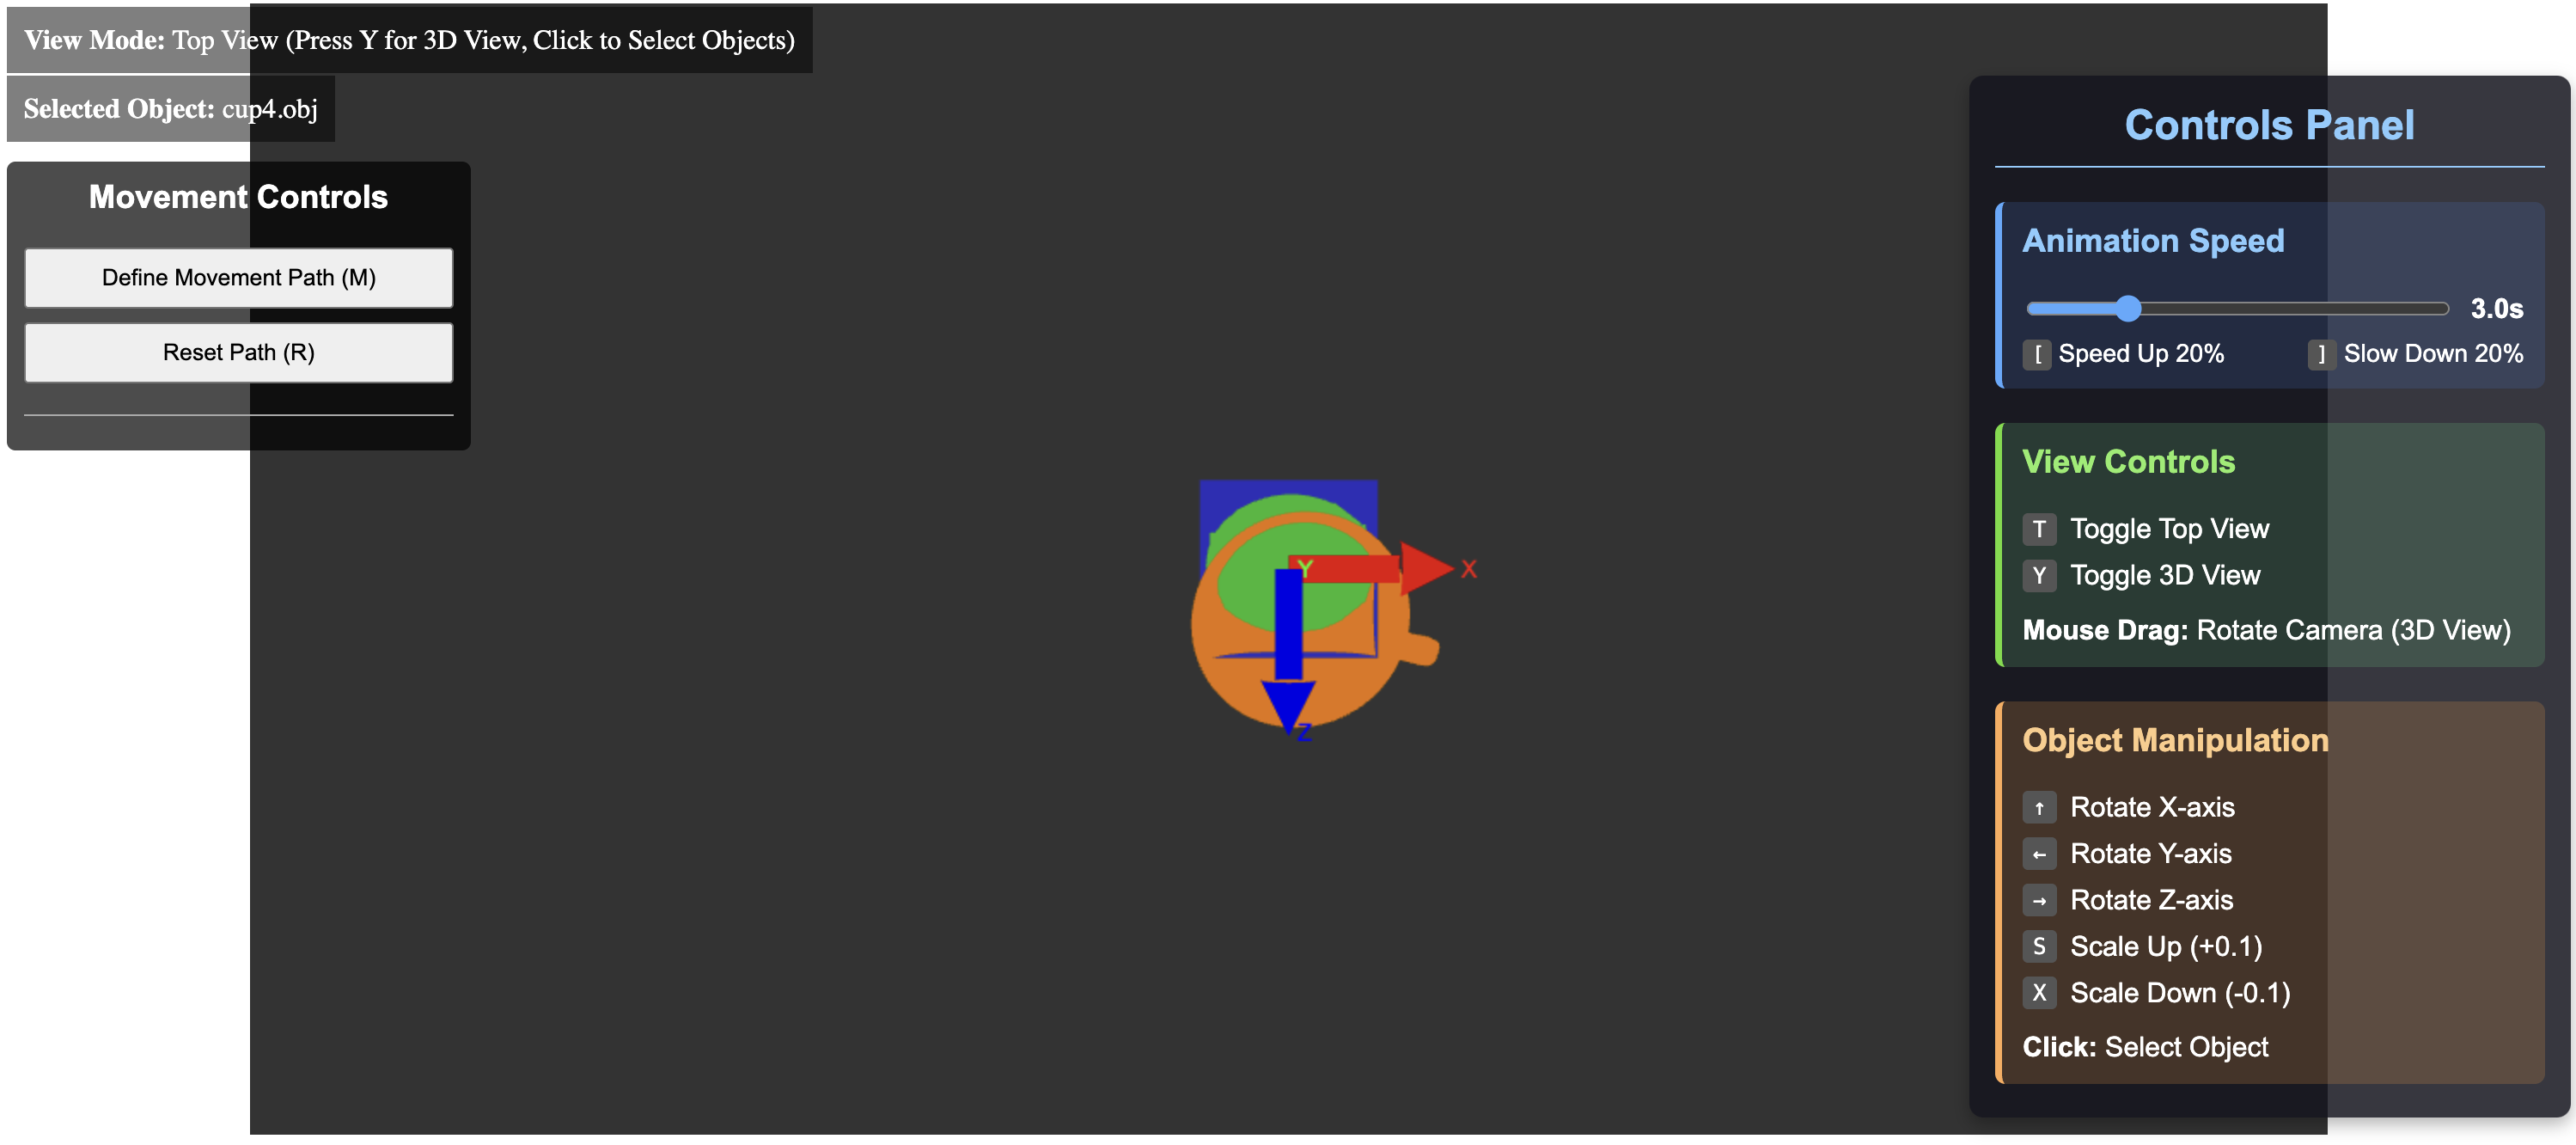 View Mode: Top View (Press Y for 3D View, Click to Select Objects)
Selected Object: cup4.obj
Movement Controls
Define Movement Path (M)
Reset Path (R)
Y
X
Z
Controls Panel
Animation Speed
3.0s
[ Speed Up 20% ] Slow Down 20%
View Controls
T Toggle Top View
Y Toggle 3D View
Mouse Drag: Rotate Camera (3D View)
Object Manipulation
↑ Rotate X-axis
← Rotate Y-axis
→ Rotate Z-axis
S Scale Up (+0.1)
X Scale Down (-0.1)
Click: Select Object